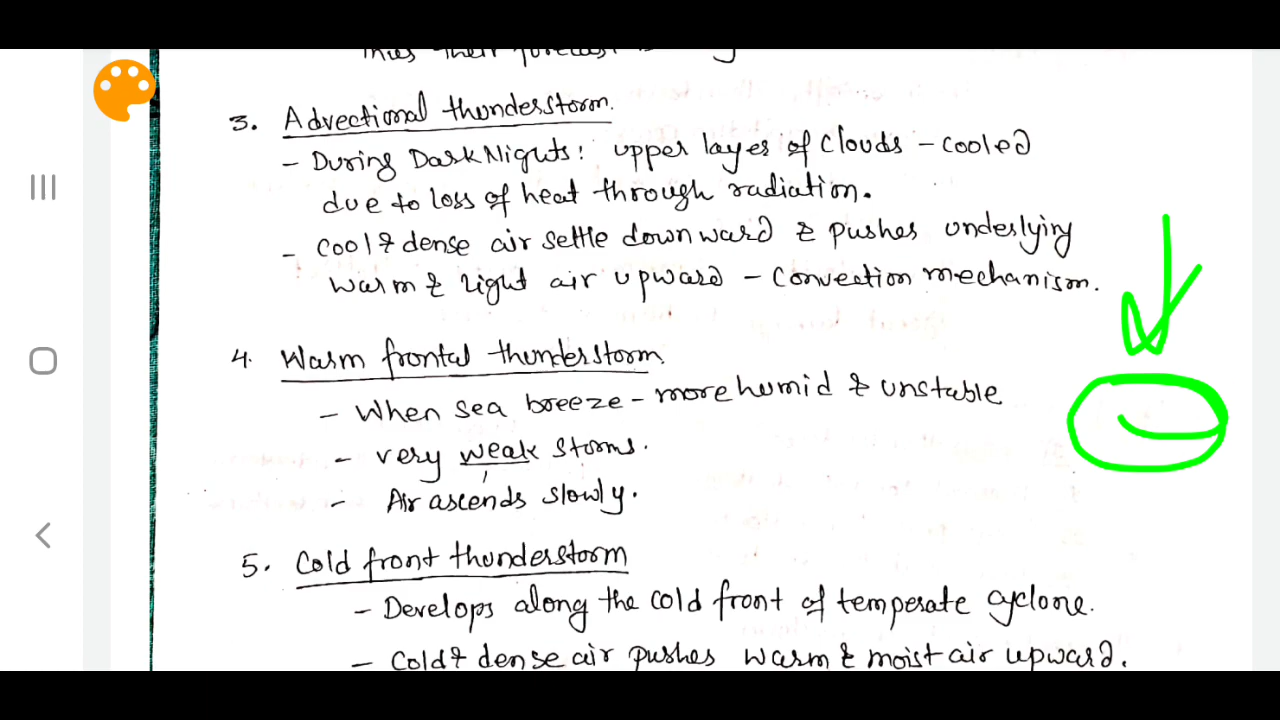 3. Advectional thunderstorm.
- During Dark Nights: upper layer of clouds - cooled
due to loss of heat through radiation.
- Cool & dense air settle downward & pushes underlying
warm & light air upward - Convection mechanism.
4. Warm frontal thunderstorm.
- When sea breeze - more humid & unstable
- very weak storms.
- Air ascends slowly.
5. Cold front thunderstorm
- Develops along the cold front of temperate cyclone.
- Cold & dense air pushes warm & moist air upward.